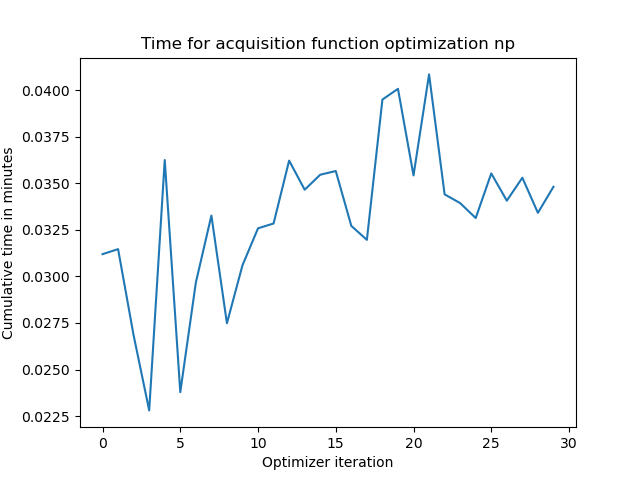 Time for acquisition function optimization np
Cumulative time in minutes
0.0400
0.0375
0.0350
0.0325
0.0300
0.0275
0.0250
0.0225
0 5 10 15 20 25 30
Optimizer iteration